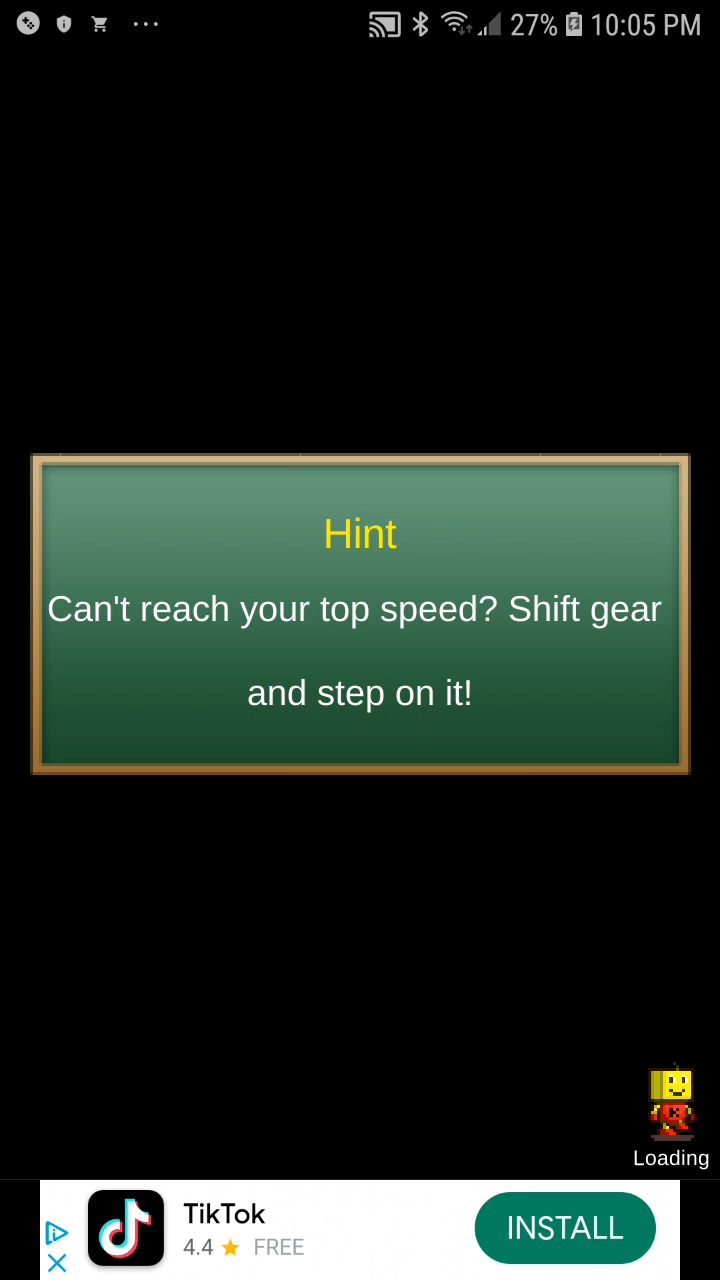 27% 10:05 PM
Hint
Can't reach your top speed? Shift gear
and step on it!
Loading
TikTok
4.4 FREE
INSTALL